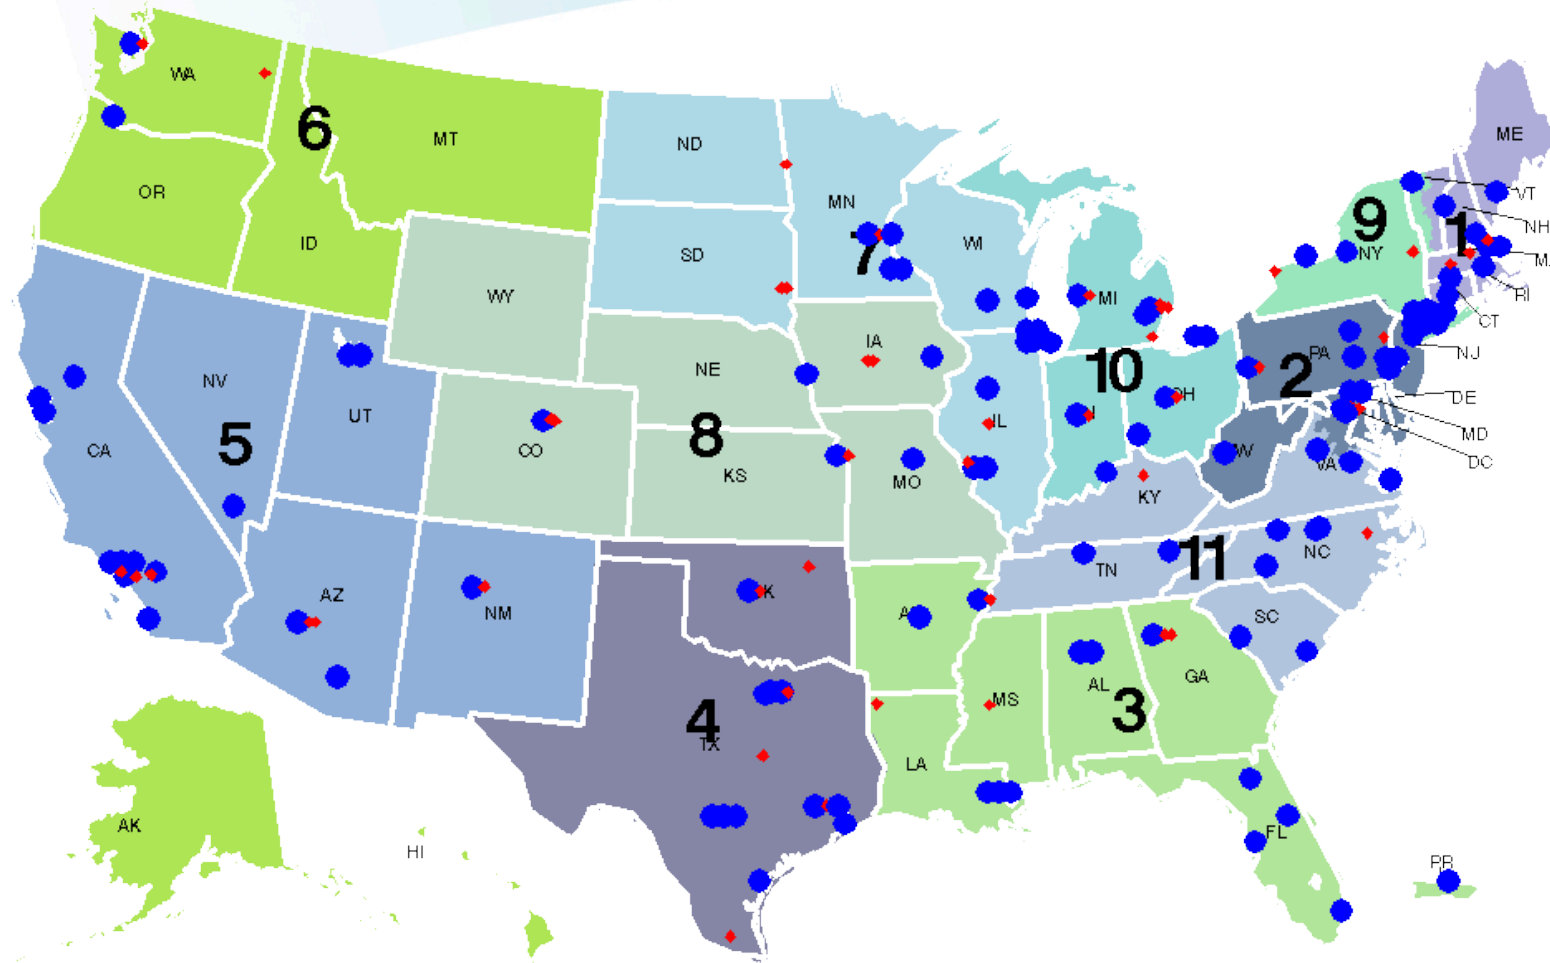 WA
6
MT
OR
ID
ND
MN
SD
7
WI
WY
NE
IA
8
CO
KS
MO
IL
NV
UT
5
CA
AZ
NM
4
TX
AK
HI
MI
10
KY
11
TN
NC
SC
MS
AL
GA
3
LA
FL
PR
9
NY
1
ME
VT
NH
RI
CT
NJ
PA
2
DE
MD
DC
VA